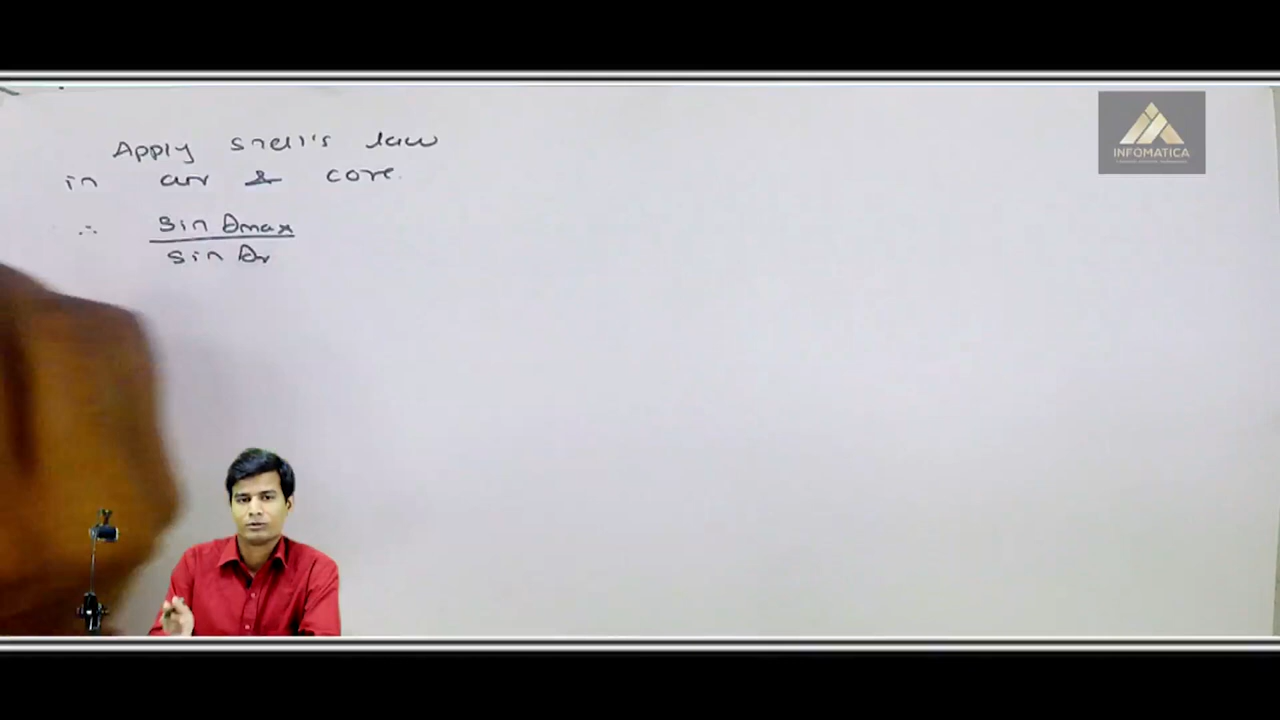 Apply snell's law
in air & core.
∴ sin θmax
sin θr
INFOMATICA